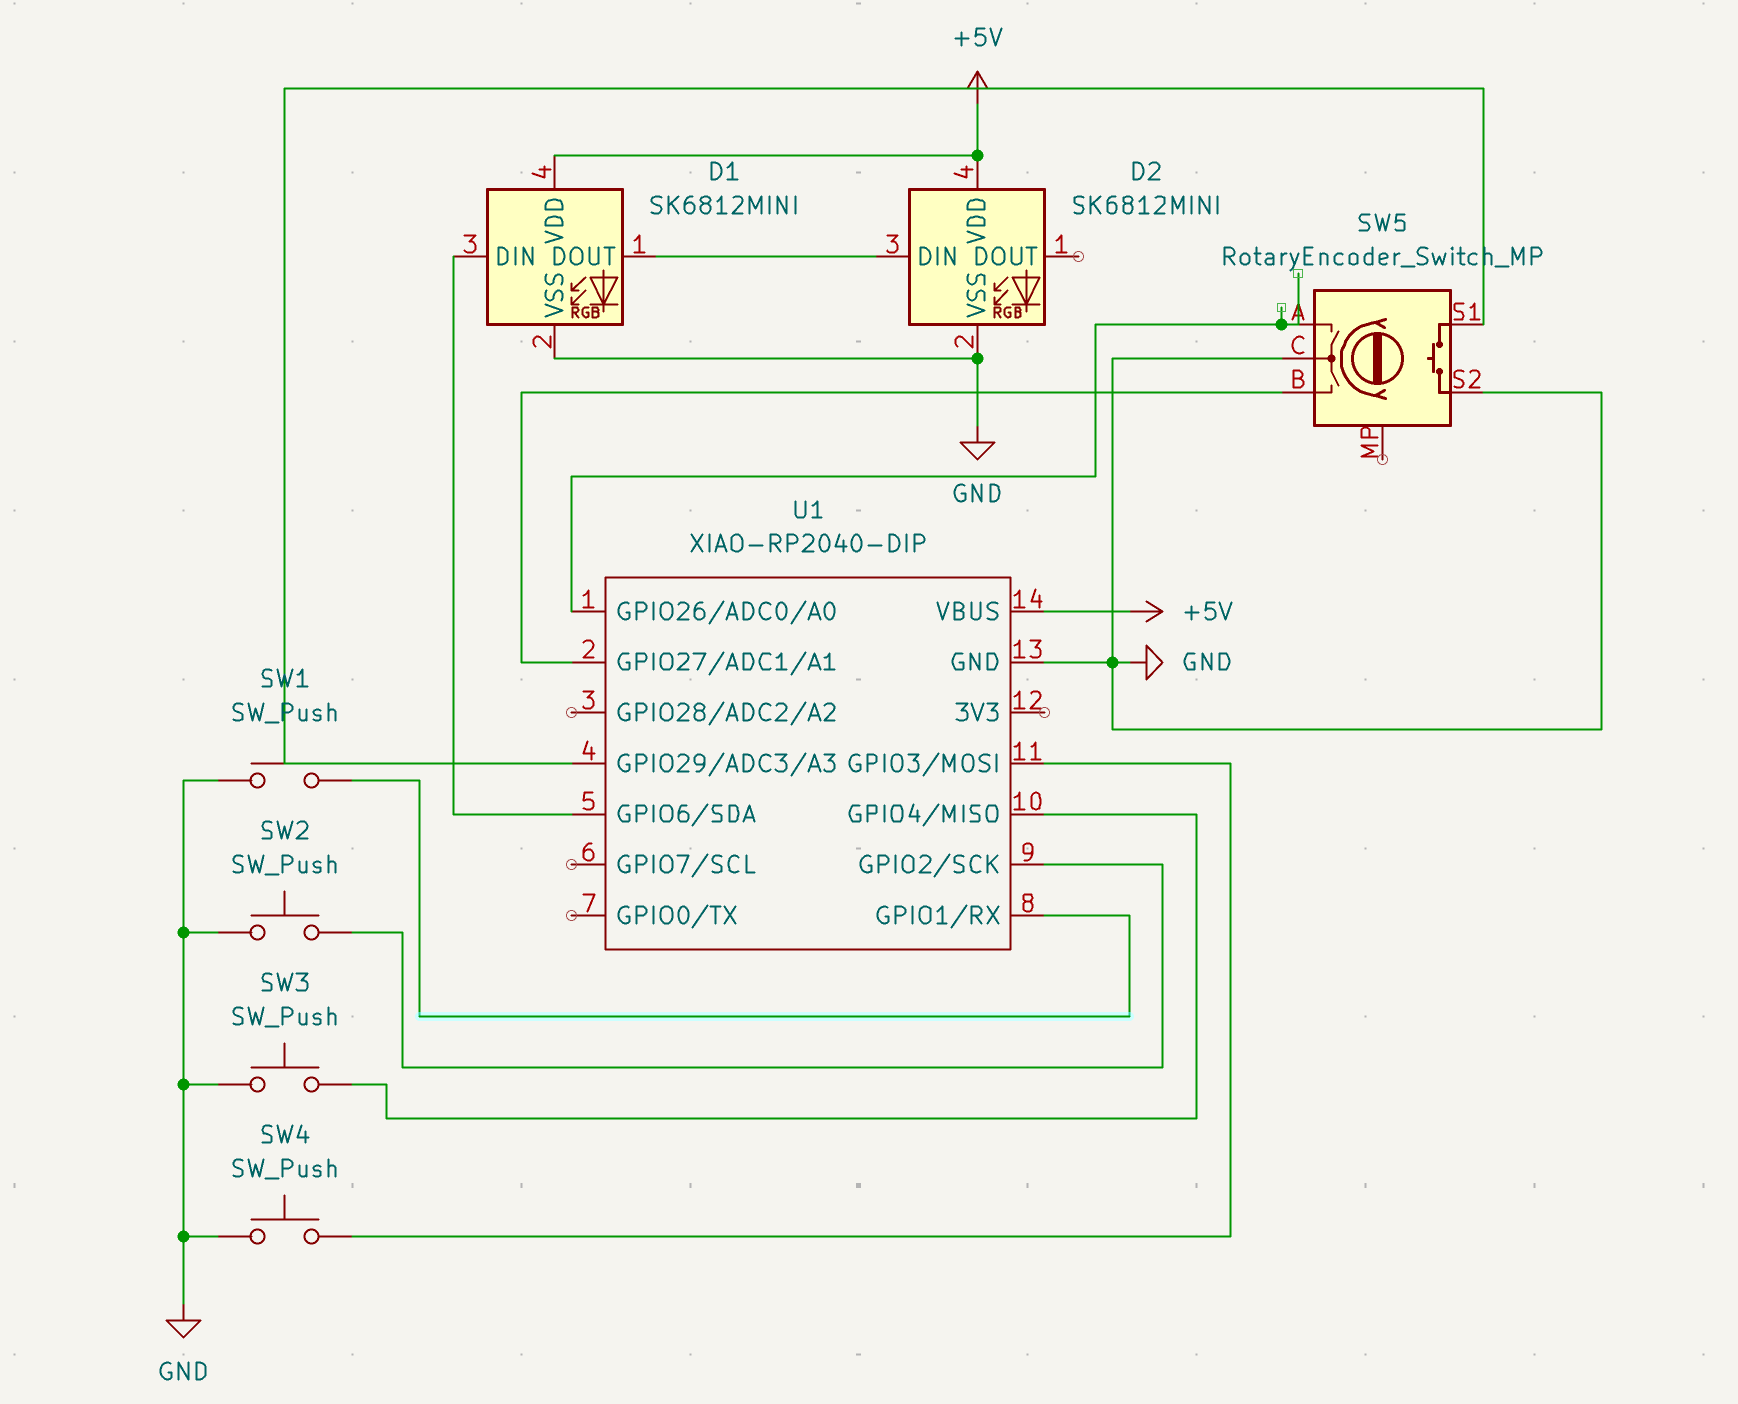 +5V
D1
SK6812MINI
4
VDD
3
DIN
DOUT
1
VSS
RGB
2
D2
SK6812MINI
4
VDD
3
DIN
DOUT
1
VSS
RGB
2
SW5
RotaryEncoder_Switch_MP
A
C
B
S1
S2
MP
GND
U1
XIAO-RP2040-DIP
1 GPIO26/ADC0/A0
VBUS 14
+5V
2 GPIO27/ADC1/A1
GND 13
GND
3 GPIO28/ADC2/A2
3V3 12
4 GPIO29/ADC3/A3
GPIO3/MOSI 11
5 GPIO6/SDA
GPIO4/MISO 10
6 GPIO7/SCL
GPIO2/SCK 9
7 GPIO0/TX
GPIO1/RX 8
SW1
SW_Push
SW2
SW_Push
SW3
SW_Push
SW4
SW_Push
GND